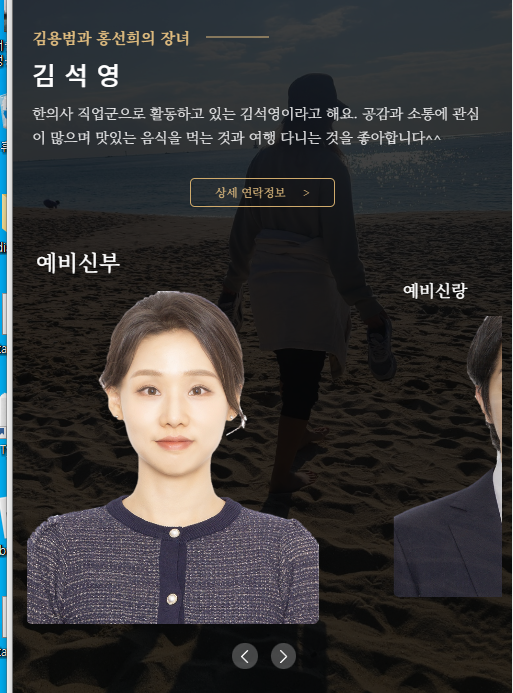 김용범과 홍선희의 장녀
김 석 영
한의사 직업군으로 활동하고 있는 김석영이라고 해요. 공감과 소통에 관심
이 많으며 맛있는 음식을 먹는 것과 여행 다니는 것을 좋아합니다^^
상세 연락정보 >
예비신부
예비신랑